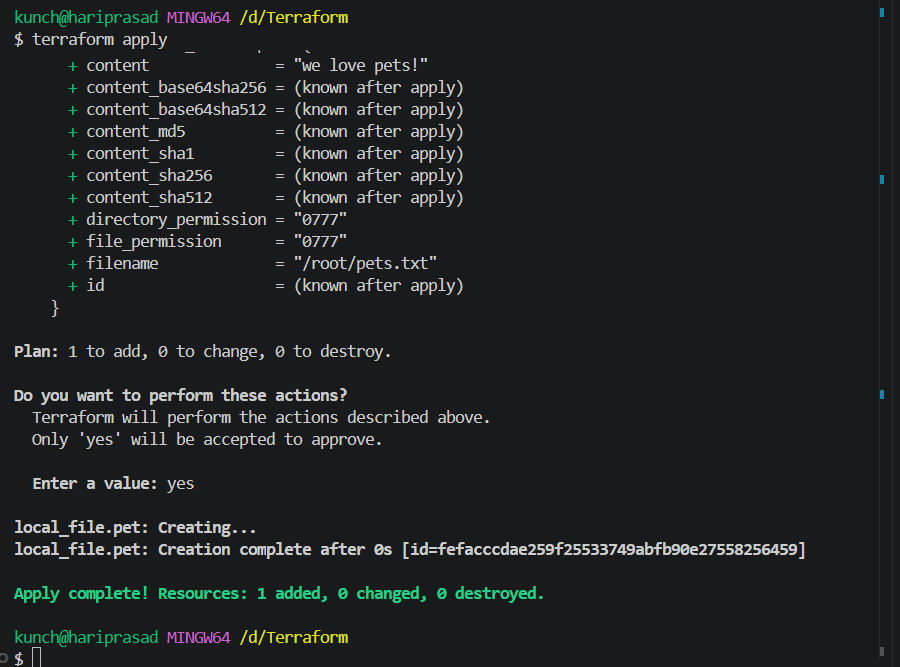 kunch@hariprasad MINGW64 /d/Terraform
$ terraform apply
+ content = "we love pets!"
+ content_base64sha256 = (known after apply)
+ content_base64sha512 = (known after apply)
+ content_md5 = (known after apply)
+ content_sha1 = (known after apply)
+ content_sha256 = (known after apply)
+ content_sha512 = (known after apply)
+ directory_permission = "0777"
+ file_permission = "0777"
+ filename = "/root/pets.txt"
+ id = (known after apply)
}
Plan: 1 to add, 0 to change, 0 to destroy.
Do you want to perform these actions?
Terraform will perform the actions described above.
Only 'yes' will be accepted to approve.
Enter a value: yes
local_file.pet: Creating...
local_file.pet: Creation complete after 0s [id=fefacccdae259f25533749abfb90e27558256459]
Apply complete! Resources: 1 added, 0 changed, 0 destroyed.
kunch@hariprasad MINGW64 /d/Terraform
$